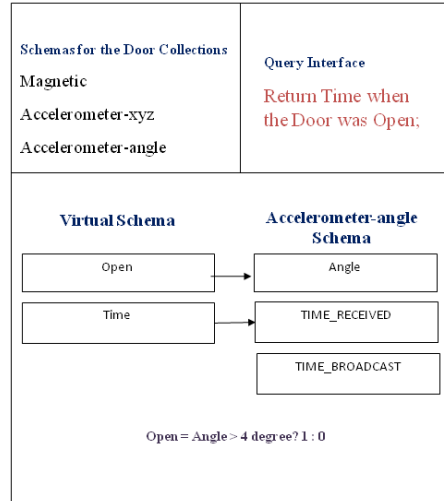 Schemas for the Door Collections
Magnetic
Accelerometer-xyz
Accelerometer-angle
Query Interface
Return Time when
the Door was Open;
Virtual Schema
Accelerometer-angle
Schema
Open
Angle
Time
TIME_RECEIVED
TIME_BROADCAST
Open = Angle > 4 degree? 1 : 0